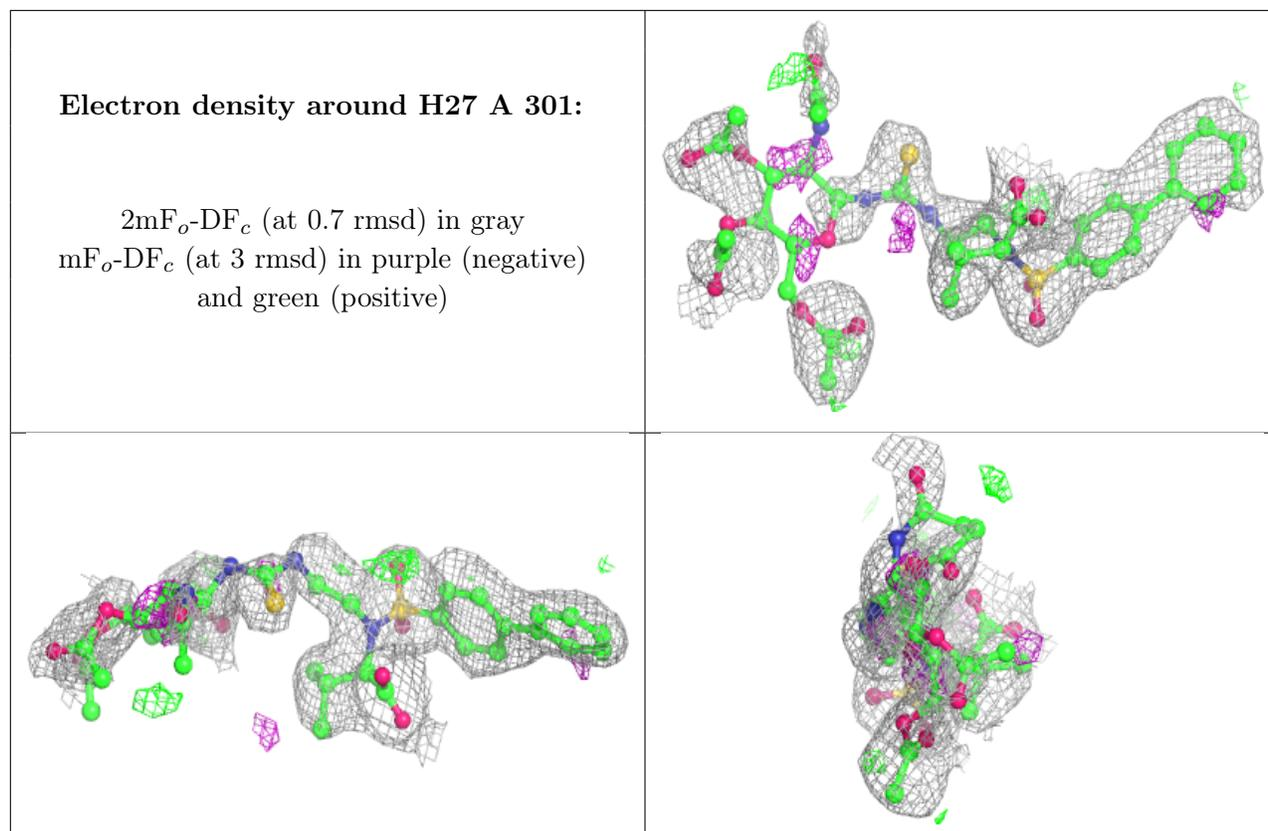 Electron density around H27 A 301:
2mFo-DFc (at 0.7 rmsd) in gray
mFo-DFc (at 3 rmsd) in purple (negative)
and green (positive)